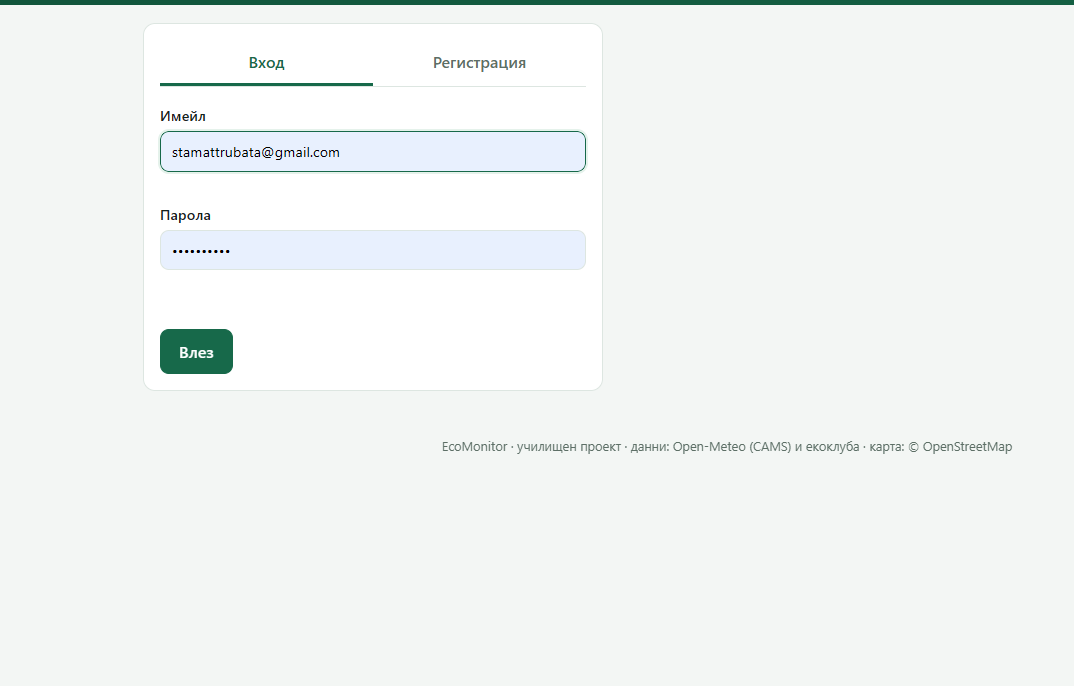 Вход
Регистрация
Имейл
stamattrubata@gmail.com
Парола
••••••••••
Влез
EcoMonitor · училищен проект · данни: Open-Meteo (CAMS) и екоклуба · карта: © OpenStreetMap